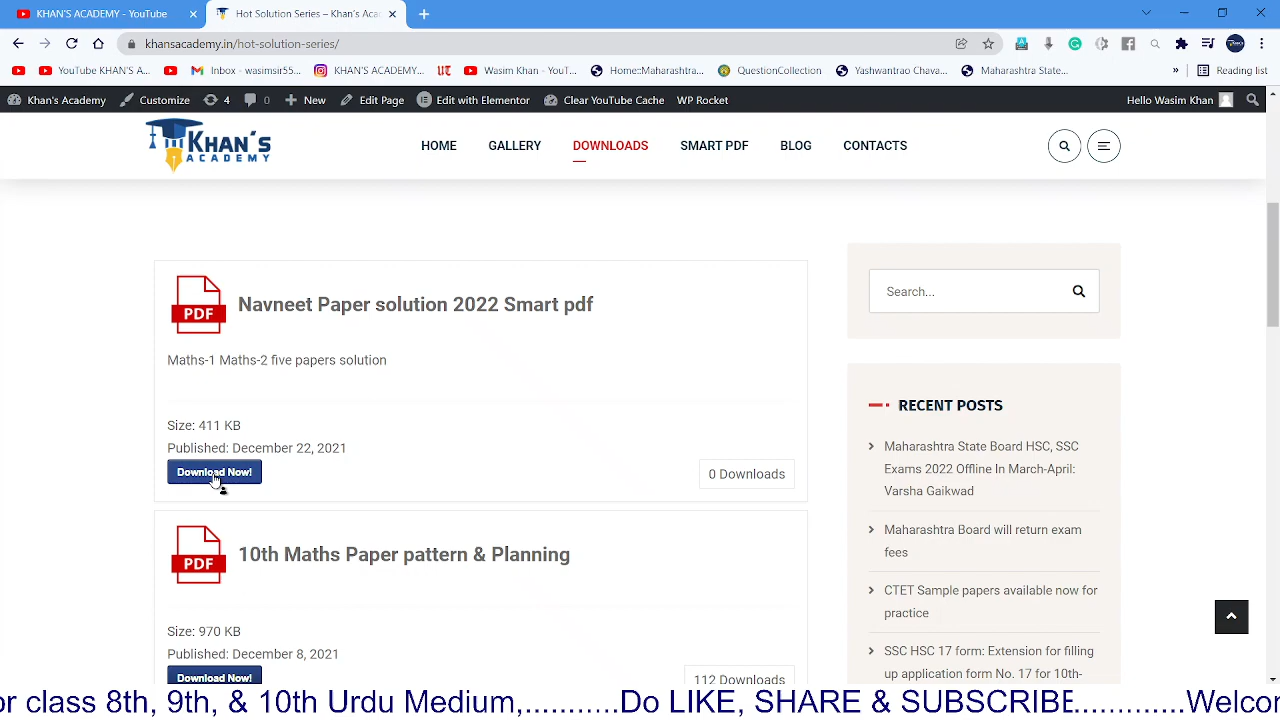 KHAN'S ACADEMY - YouTube
Hot Solution Series – Khan's Aca
khansacademy.in/hot-solution-series/
YouTube KHAN'S A...
Inbox - wasimsir55...
KHAN'S ACADEMY...
Wasim Khan - YouT...
Home::Maharashtra...
QuestionCollection
Yashwantrao Chava...
Maharashtra State...
»
Reading list
Khan's Academy
Customize
4
0
New
Edit Page
Edit with Elementor
Clear YouTube Cache
WP Rocket
Hello Wasim Khan
KHAN'S ACADEMY
HOME
GALLERY
DOWNLOADS
SMART PDF
BLOG
CONTACTS
PDF
Navneet Paper solution 2022 Smart pdf
Maths-1 Maths-2 five papers solution
Size: 411 KB
Published: December 22, 2021
Download Now!
0 Downloads
PDF
10th Maths Paper pattern & Planning
Size: 970 KB
Published: December 8, 2021
Download Now!
112 Downloads
Search...
RECENT POSTS
Maharashtra State Board HSC, SSC
Exams 2022 Offline In March-April:
Varsha Gaikwad
Maharashtra Board will return exam
fees
CTET Sample papers available now for
practice
SSC HSC 17 form: Extension for filling
up application form No. 17 for 10th-
or class 8th, 9th, & 10th Urdu Medium,...........Do LIKE, SHARE & SUBSCRIBE.............Welco